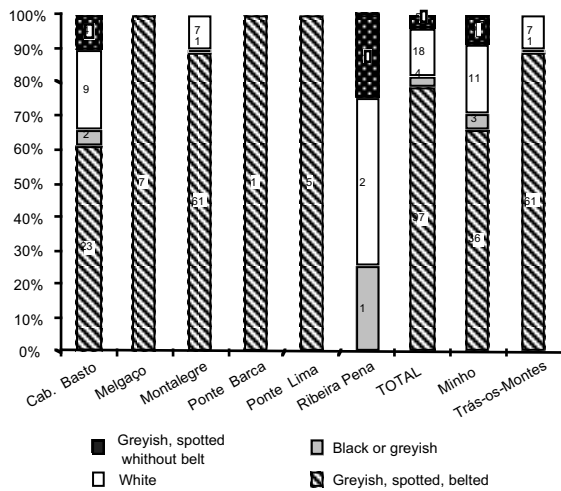 100%
90%
80%
70%
60%
50%
40%
30%
20%
10%
0%
9
2
23
7
7
1
61
1
5
2
1
18
4
97
11
3
36
7
1
61
Cab. Basto
Melgaço
Montalegre
Ponte Barca
Ponte Lima
Ribeira Pena
TOTAL
Minho
Trás-os-Montes
Greyish, spotted
whithout belt
Black or greyish
White
Greyish, spotted, belted